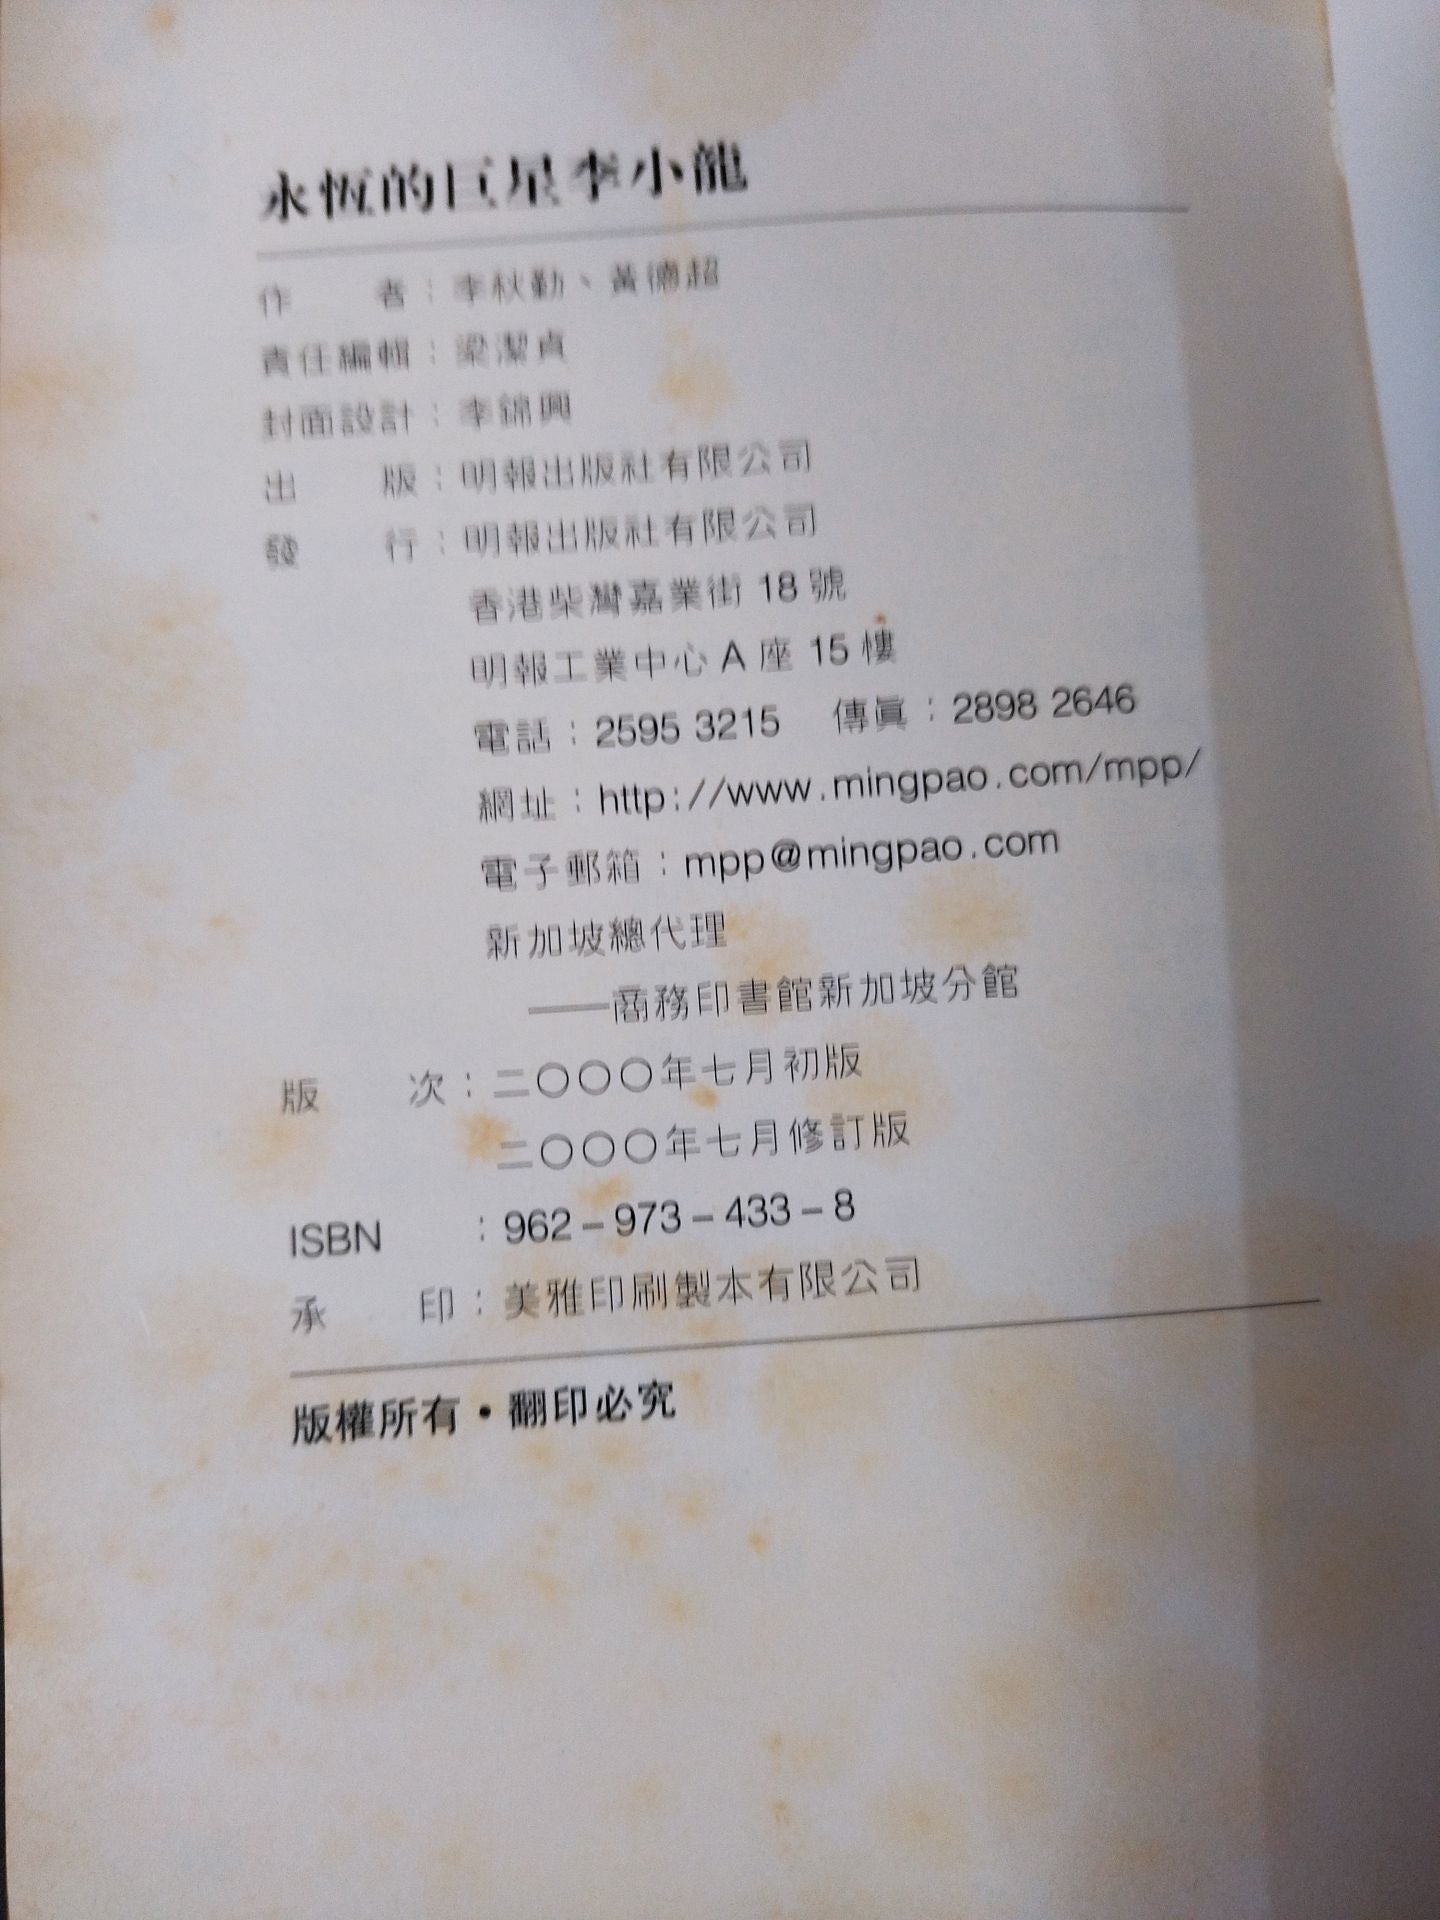 永恆的巨星李小龍
作　　者：李秋勤、黃德超
責任編輯：梁潔貞
封面設計：李錦興
出　　版：明報出版社有限公司
發　　行：明報出版社有限公司
香港柴灣嘉業街 18 號
明報工業中心 A 座 15 樓
電話：2595 3215　傳眞：2898 2646
網址：http://www.mingpao.com/mpp/
電子郵箱：mpp@mingpao.com
新加坡總代理
——商務印書館新加坡分館
版　　次：二〇〇〇年七月初版
二〇〇〇年七月修訂版
ISBN　　：962－973－433－8
承　　印：美雅印刷製本有限公司
版權所有・翻印必究